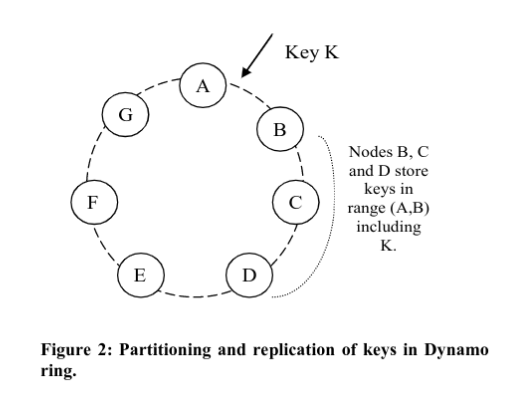 Key K
A
G
B
Nodes B, C
and D store
keys in
range (A,B)
including
K.
F
C
E
D
Figure 2: Partitioning and replication of keys in Dynamo
ring.